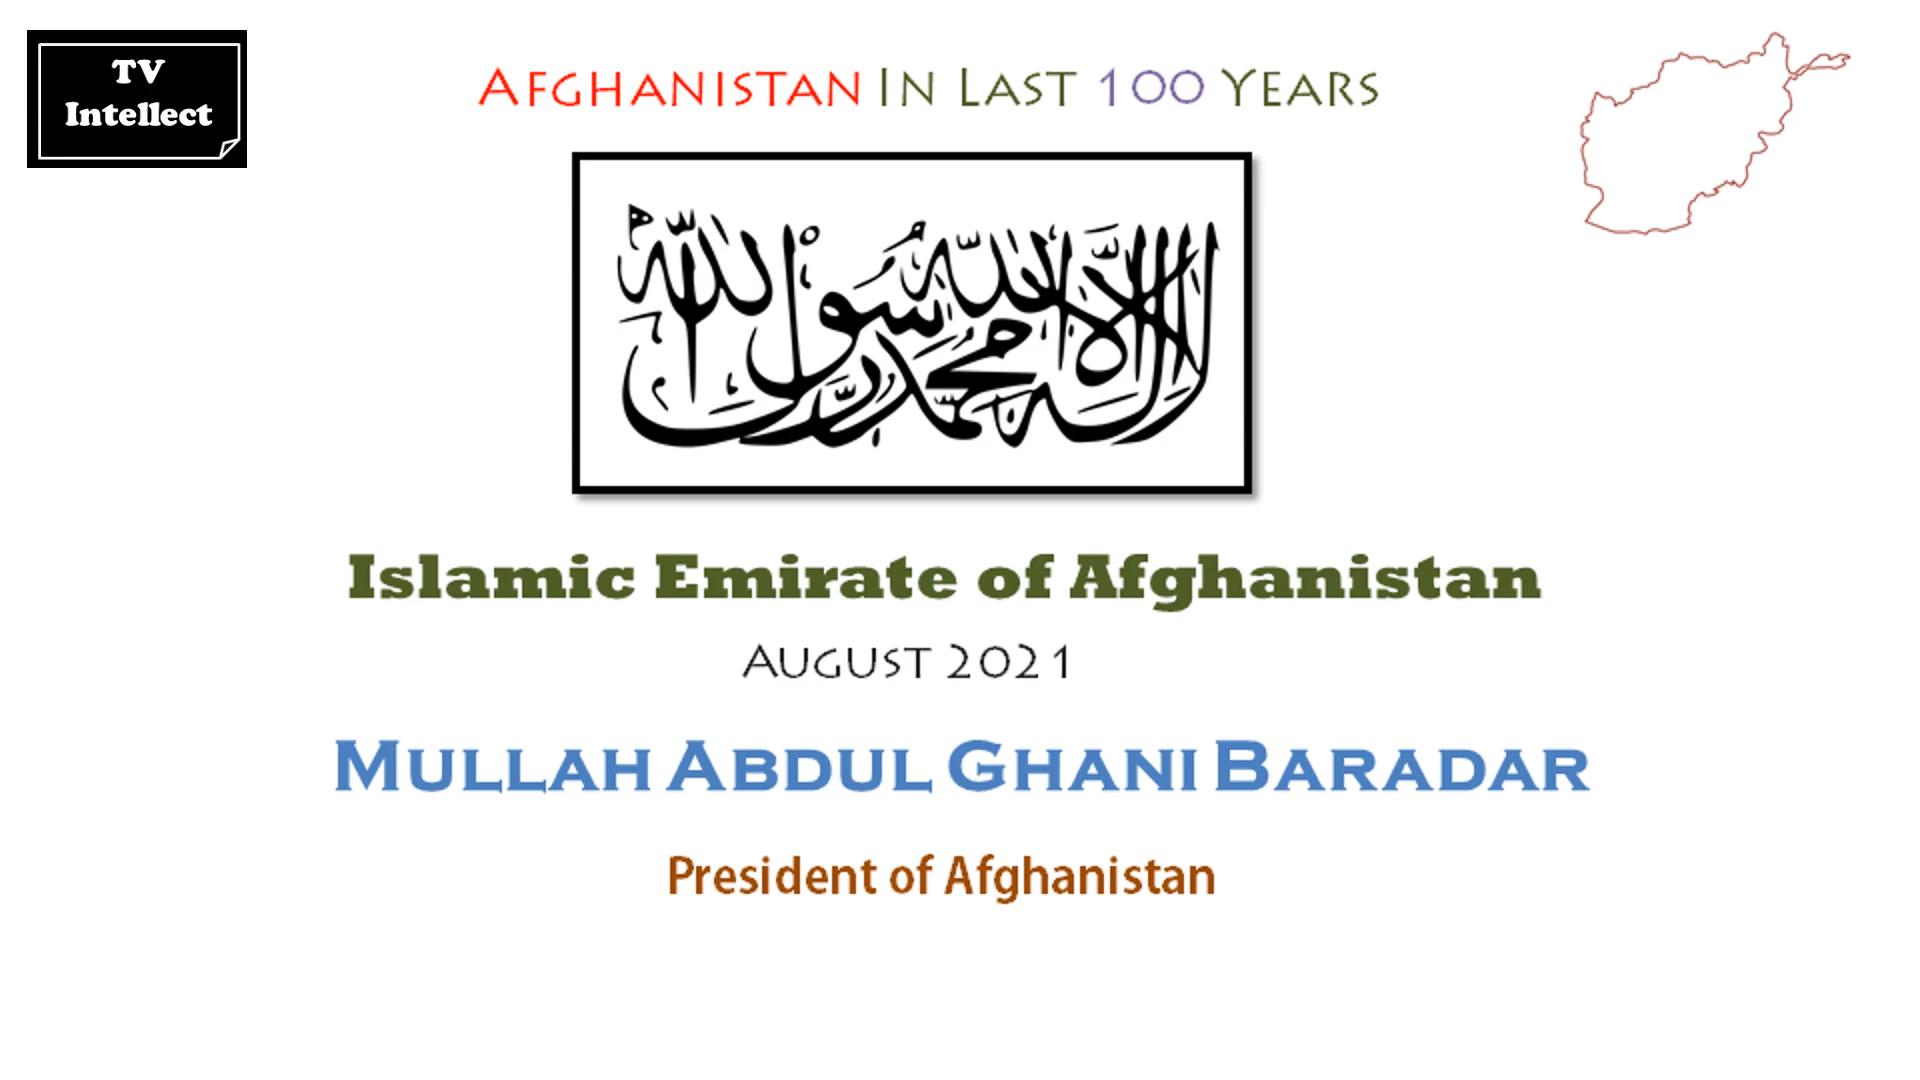 TV
Intellect
AFGHANISTAN IN LAST 100 YEARS
لا إله إلا الله محمد رسول الله
Islamic Emirate of Afghanistan
AUGUST 2021
MULLAH ABDUL GHANI BARADAR
President of Afghanistan